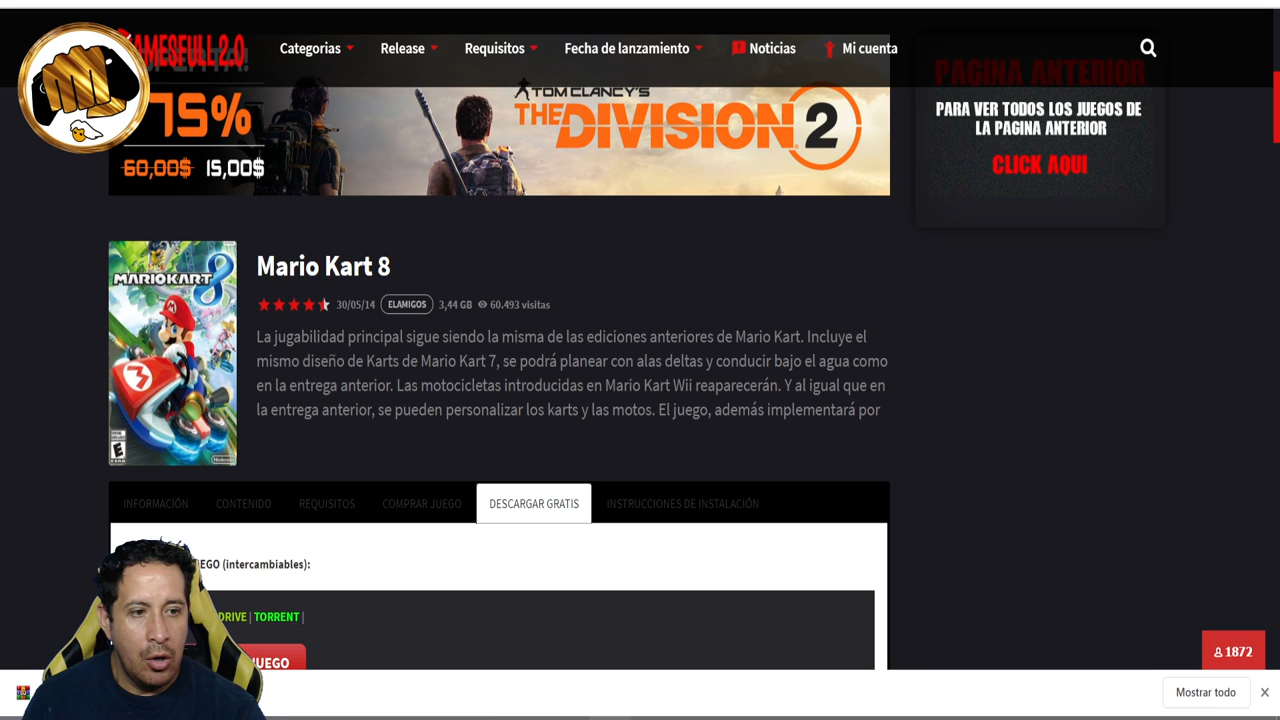 GAMESFULL 2.0
Categorias
Release
Requisitos
Fecha de lanzamiento
Noticias
Mi cuenta
75%
60,00$ 15,00$
TOM CLANCY'S
THE DIVISION 2
PAGINA ANTERIOR
PARA VER TODOS LOS JUEGOS DE
LA PAGINA ANTERIOR
CLICK AQUI
MARIOKART 8
Mario Kart 8
30/05/14 ELAMIGOS 3,44 GB 60.493 visitas
La jugabilidad principal sigue siendo la misma de las ediciones anteriores de Mario Kart. Incluye el
mismo diseño de Karts de Mario Kart 7, se podrá planear con alas deltas y conducir bajo el agua como
en la entrega anterior. Las motocicletas introducidas en Mario Kart Wii reaparecerán. Y al igual que en
la entrega anterior, se pueden personalizar los karts y las motos. El juego, además implementará por
INFORMACIÓN
CONTENIDO
REQUISITOS
COMPRAR JUEGO
DESCARGAR GRATIS
INSTRUCCIONES DE INSTALACIÓN
EGO (intercambiables):
DRIVE | TORRENT |
JUEGO
1872
Mostrar todo